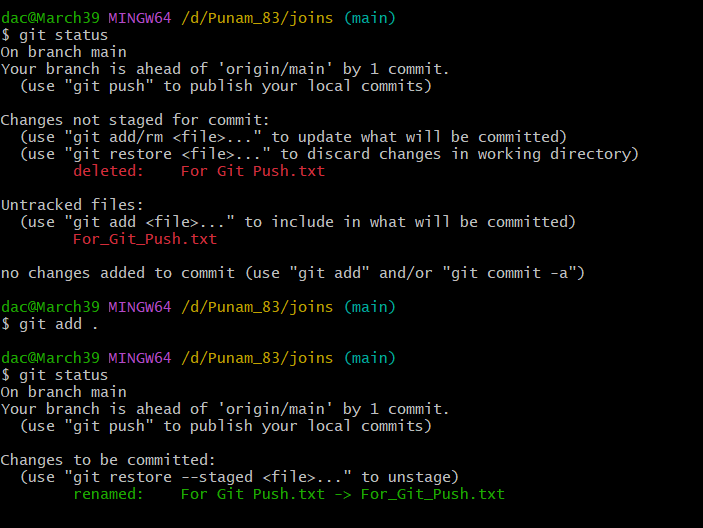 dac@March39 MINGW64 /d/Punam_83/joins (main)
$ git status
On branch main
Your branch is ahead of 'origin/main' by 1 commit.
  (use "git push" to publish your local commits)

Changes not staged for commit:
  (use "git add/rm <file>..." to update what will be committed)
  (use "git restore <file>..." to discard changes in working directory)
        deleted:    For Git Push.txt

Untracked files:
  (use "git add <file>..." to include in what will be committed)
        For_Git_Push.txt

no changes added to commit (use "git add" and/or "git commit -a")

dac@March39 MINGW64 /d/Punam_83/joins (main)
$ git add .

dac@March39 MINGW64 /d/Punam_83/joins (main)
$ git status
On branch main
Your branch is ahead of 'origin/main' by 1 commit.
  (use "git push" to publish your local commits)

Changes to be committed:
  (use "git restore --staged <file>..." to unstage)
        renamed:    For Git Push.txt -> For_Git_Push.txt